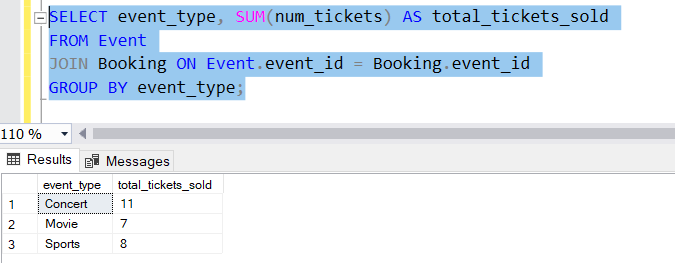 SELECT event_type, SUM(num_tickets) AS total_tickets_sold
FROM Event
JOIN Booking ON Event.event_id = Booking.event_id
GROUP BY event_type;
110 %
Results Messages
event_type total_tickets_sold
1 Concert 11
2 Movie 7
3 Sports 8